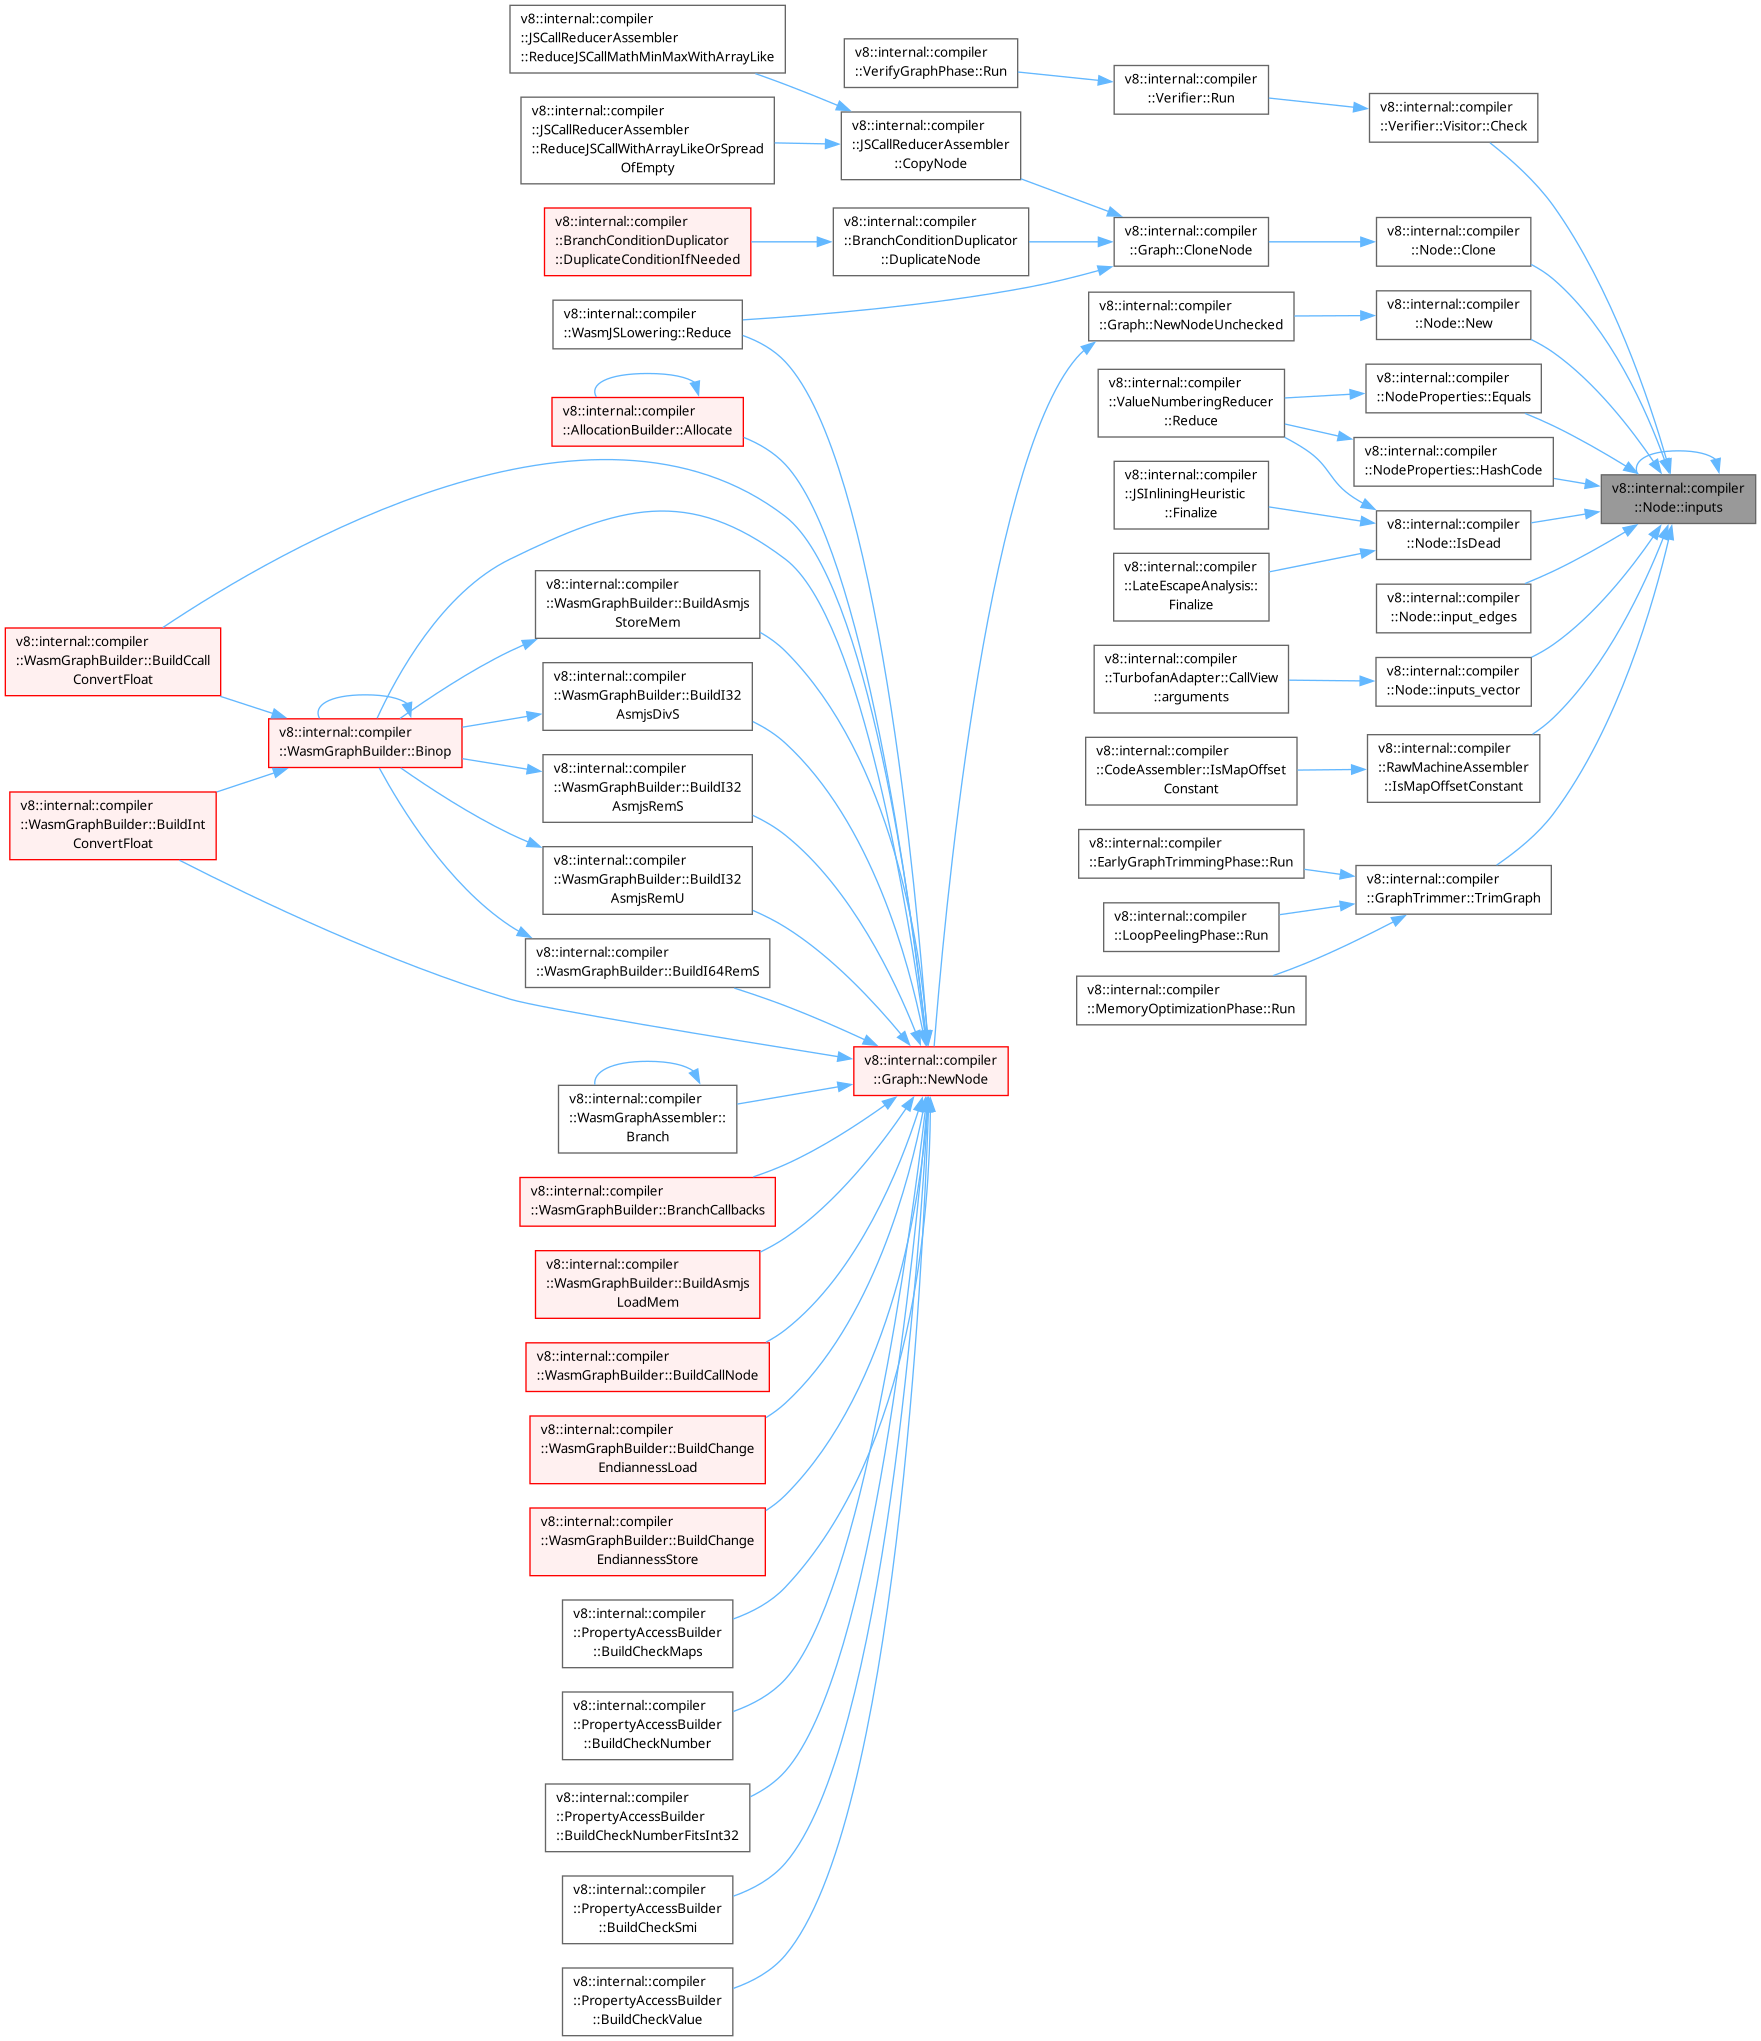 v8::internal::compiler
::JSCallReducerAssembler
::ReduceJSCallMathMinMaxWithArrayLike
v8::internal::compiler
::VerifyGraphPhase::Run
v8::internal::compiler
::Verifier::Run
v8::internal::compiler
::Verifier::Visitor::Check
v8::internal::compiler
::JSCallReducerAssembler
::ReduceJSCallWithArrayLikeOrSpread
OfEmpty
v8::internal::compiler
::JSCallReducerAssembler
::CopyNode
v8::internal::compiler
::BranchConditionDuplicator
::DuplicateConditionIfNeeded
v8::internal::compiler
::BranchConditionDuplicator
::DuplicateNode
v8::internal::compiler
::Graph::CloneNode
v8::internal::compiler
::Node::Clone
v8::internal::compiler
::WasmJSLowering::Reduce
v8::internal::compiler
::Graph::NewNodeUnchecked
v8::internal::compiler
::Node::New
v8::internal::compiler
::AllocationBuilder::Allocate
v8::internal::compiler
::ValueNumberingReducer
::Reduce
v8::internal::compiler
::NodeProperties::Equals
v8::internal::compiler
::NodeProperties::HashCode
v8::internal::compiler
::Node::inputs
v8::internal::compiler
::JSInliningHeuristic
::Finalize
v8::internal::compiler
::Node::IsDead
v8::internal::compiler
::LateEscapeAnalysis::
Finalize
v8::internal::compiler
::Node::input_edges
v8::internal::compiler
::WasmGraphBuilder::BuildAsmjs
StoreMem
v8::internal::compiler
::WasmGraphBuilder::BuildCcall
ConvertFloat
v8::internal::compiler
::WasmGraphBuilder::BuildI32
AsmjsDivS
v8::internal::compiler
::TurbofanAdapter::CallView
::arguments
v8::internal::compiler
::Node::inputs_vector
v8::internal::compiler
::WasmGraphBuilder::Binop
v8::internal::compiler
::WasmGraphBuilder::BuildI32
AsmjsRemS
v8::internal::compiler
::CodeAssembler::IsMapOffset
Constant
v8::internal::compiler
::RawMachineAssembler
::IsMapOffsetConstant
v8::internal::compiler
::WasmGraphBuilder::BuildInt
ConvertFloat
v8::internal::compiler
::WasmGraphBuilder::BuildI32
AsmjsRemU
v8::internal::compiler
::EarlyGraphTrimmingPhase::Run
v8::internal::compiler
::GraphTrimmer::TrimGraph
v8::internal::compiler
::LoopPeelingPhase::Run
v8::internal::compiler
::WasmGraphBuilder::BuildI64RemS
v8::internal::compiler
::MemoryOptimizationPhase::Run
v8::internal::compiler
::Graph::NewNode
v8::internal::compiler
::WasmGraphAssembler::
Branch
v8::internal::compiler
::WasmGraphBuilder::BranchCallbacks
v8::internal::compiler
::WasmGraphBuilder::BuildAsmjs
LoadMem
v8::internal::compiler
::WasmGraphBuilder::BuildCallNode
v8::internal::compiler
::WasmGraphBuilder::BuildChange
EndiannessLoad
v8::internal::compiler
::WasmGraphBuilder::BuildChange
EndiannessStore
v8::internal::compiler
::PropertyAccessBuilder
::BuildCheckMaps
v8::internal::compiler
::PropertyAccessBuilder
::BuildCheckNumber
v8::internal::compiler
::PropertyAccessBuilder
::BuildCheckNumberFitsInt32
v8::internal::compiler
::PropertyAccessBuilder
::BuildCheckSmi
v8::internal::compiler
::PropertyAccessBuilder
::BuildCheckValue